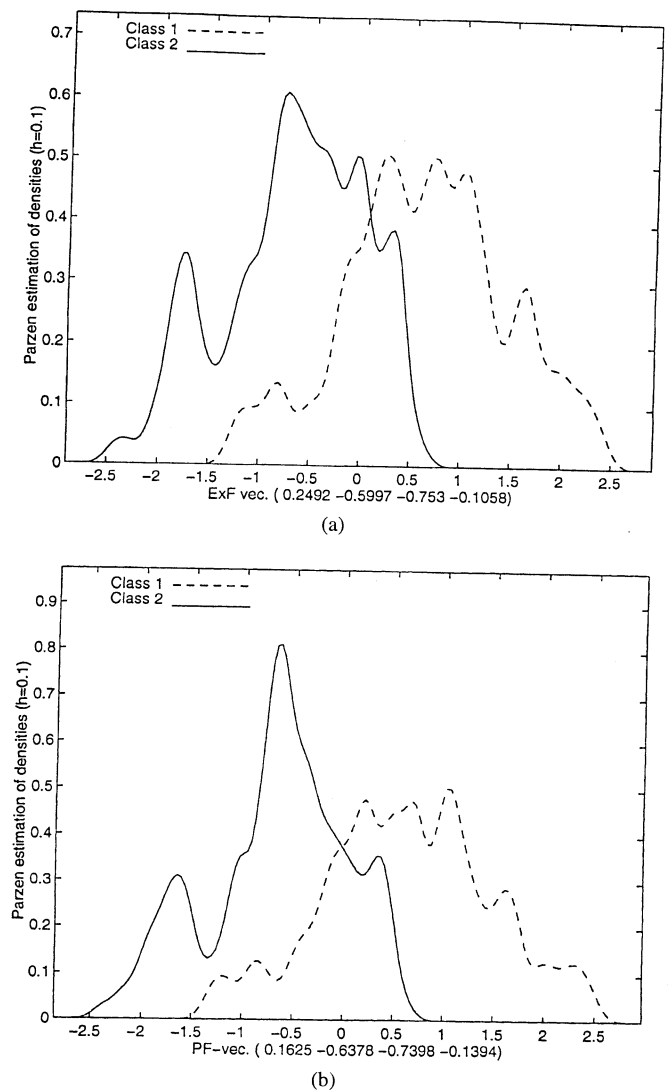 Class 1
Class 2
0.7
0.6
0.5
0.4
0.3
0.2
0.1
0
Parzen estimation of densities (h=0.1)
−2.5 −2 −1.5 −1 −0.5 0 0.5 1 1.5 2 2.5
ExF vec. ( 0.2492 −0.5997 −0.753 −0.1058)
(a)
Class 1
Class 2
0.9
0.8
0.7
0.6
0.5
0.4
0.3
0.2
0.1
0
Parzen estimation of densities (h=0.1)
−2.5 −2 −1.5 −1 −0.5 0 0.5 1 1.5 2 2.5
PF−vec. ( 0.1625 −0.6378 −0.7398 −0.1394)
(b)